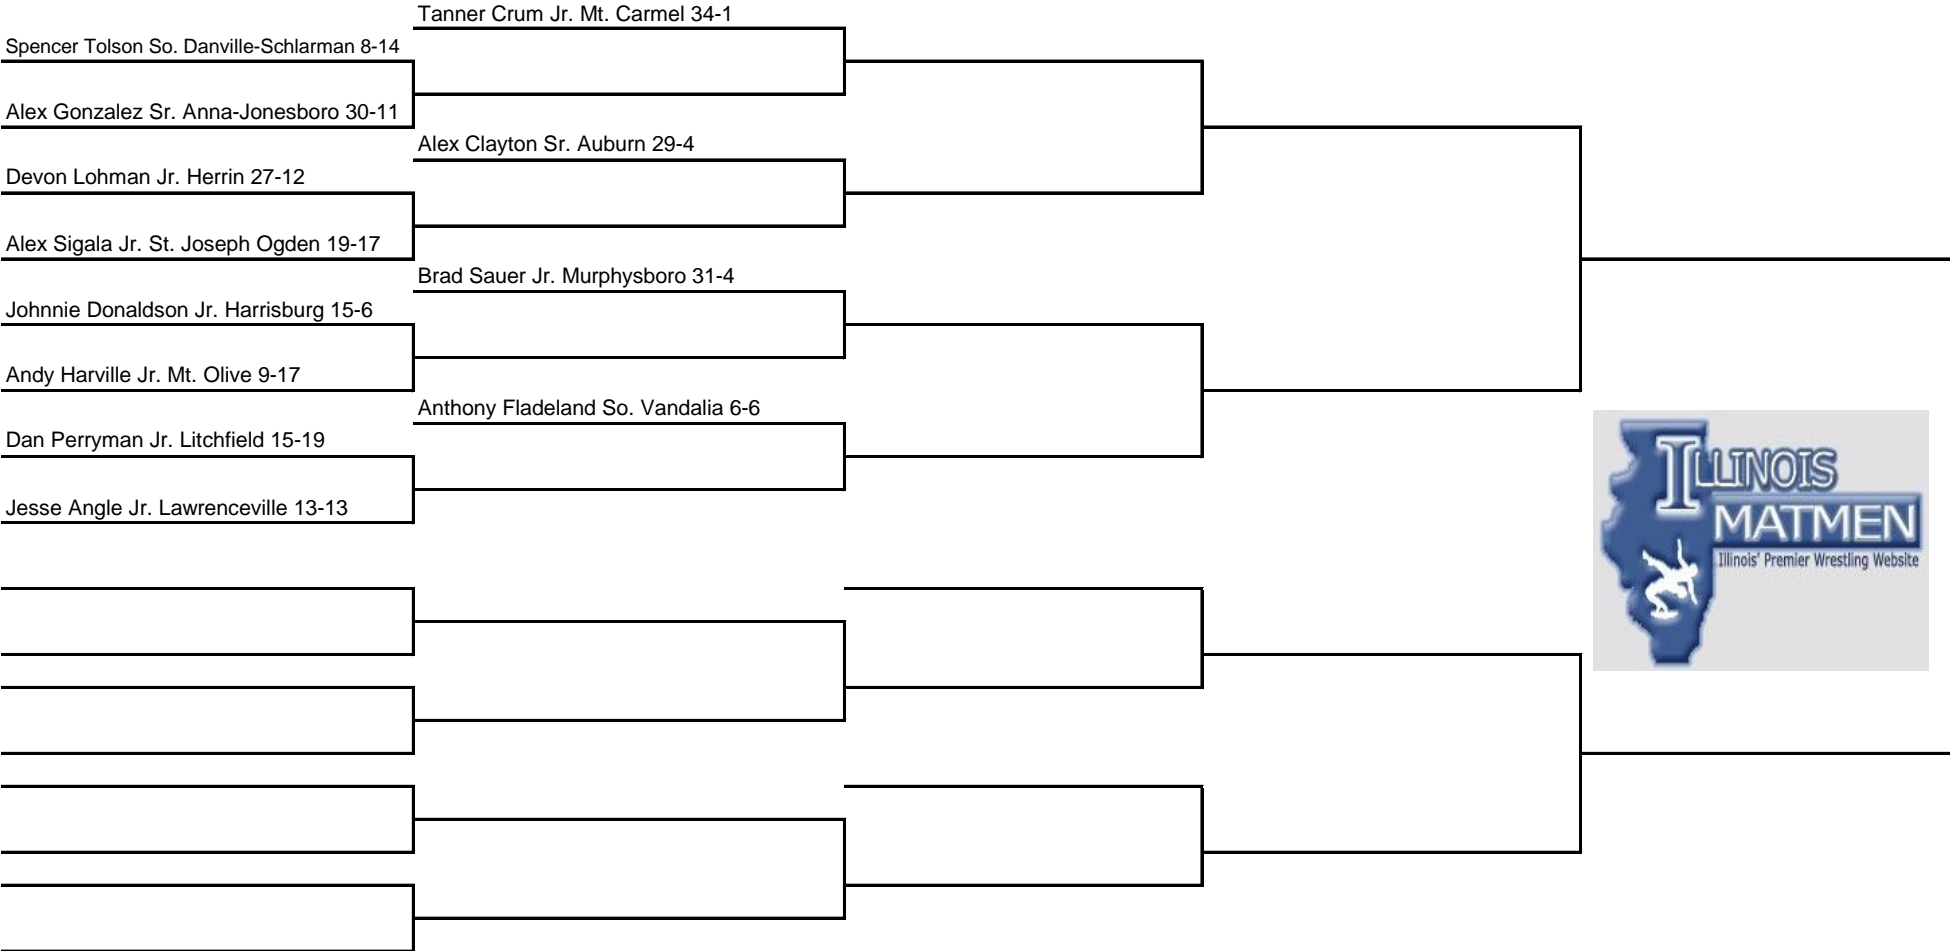 Tanner Crum Jr. Mt. Carmel 34-1
Spencer Tolson So. Danville-Schlarman 8-14
Alex Gonzalez Sr. Anna-Jonesboro 30-11
Alex Clayton Sr. Auburn 29-4
Devon Lohman Jr. Herrin 27-12
Alex Sigala Jr. St. Joseph Ogden 19-17
Brad Sauer Jr. Murphysboro 31-4
Johnnie Donaldson Jr. Harrisburg 15-6
Andy Harville Jr. Mt. Olive 9-17
Anthony Fladeland So. Vandalia 6-6
Dan Perryman Jr. Litchfield 15-19
Jesse Angle Jr. Lawrenceville 13-13
ILLINOIS
MATMEN
Illinois' Premier Wrestling Website